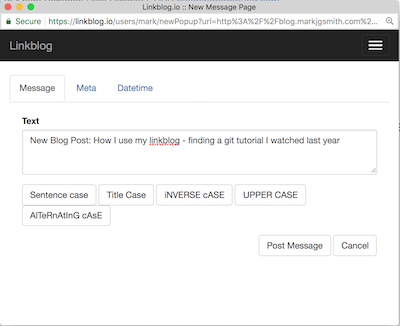 Linkblog.io :: New Message Page
Secure https://linkblog.io/users/mark/newPopup?url=http%3A%2F%2Fblog.markjgsmith.com%2...
Linkblog
Message Meta Datetime
Text
New Blog Post: How I use my linkblog - finding a git tutorial I watched last year
Sentence case Title Case iNVERSE cASE UPPER CASE
AlTeRnAtInG cAsE
Post Message Cancel